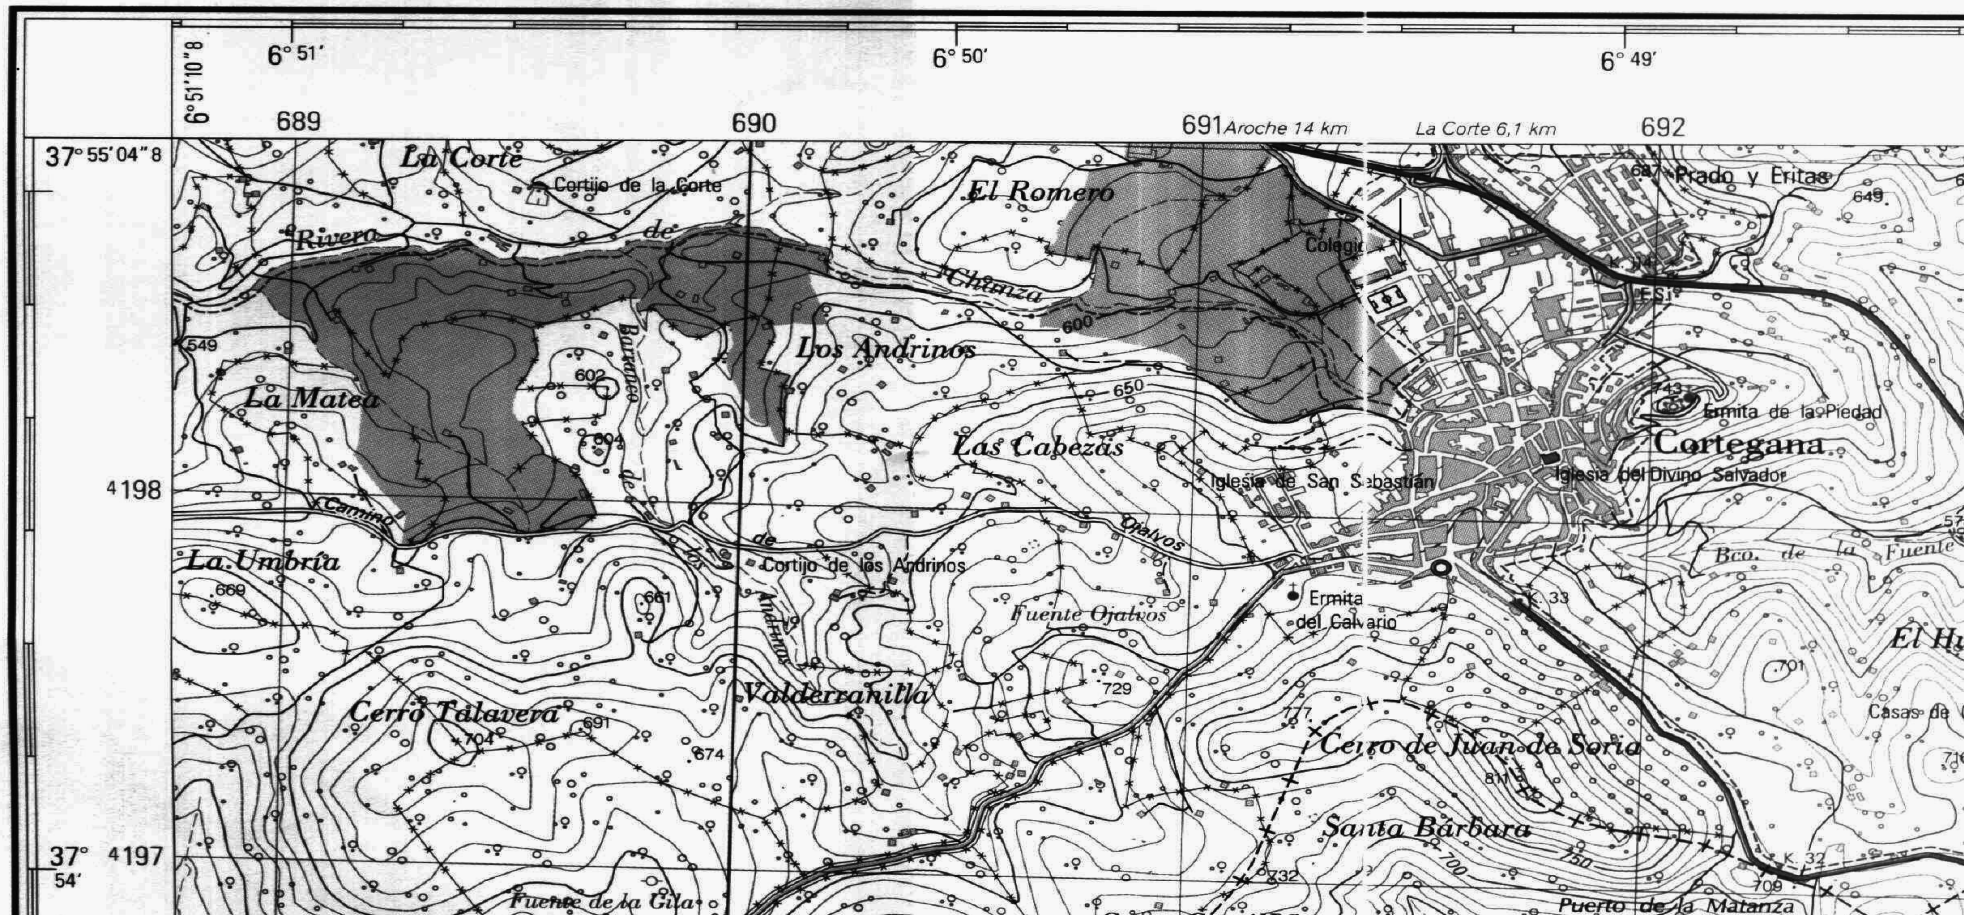 6° 51'
6° 50'
6° 49'
6°51'10"8
689
690
691
Aroche 14 km
La Corte 6,1 km
692
37° 55' 04" 8
La Corte
Cortijo de la Corte
El Romero
687
Prado y Eritas
649
Rivera
de
Chanza
Colegio
E.S.
600
549
Barranco
Los Andrinos
602
650
743
La Matea
Ermita de la Piedad
604
Las Cabezas
Cortegana
de
Iglesia de San Sebastián
Iglesia del Divino Salvador
4198
Camino
de
Ojalvos
los
La Umbría
Cortijo de los Andrinos
Bco. de la Fuente
669
661
Andrinos
Fuente Ojalvos
Ermita
del Calvario
K. 33
El Hu
701
729
Valderranilla
Cerro Talavera
691
704
674
777
Casas de
Cerro de Juan de Soria
811
Santa Bárbara
37°
54'
4197
700
750
K. 32
732
709
Fuente de la Gila
Puerto de la Matanza